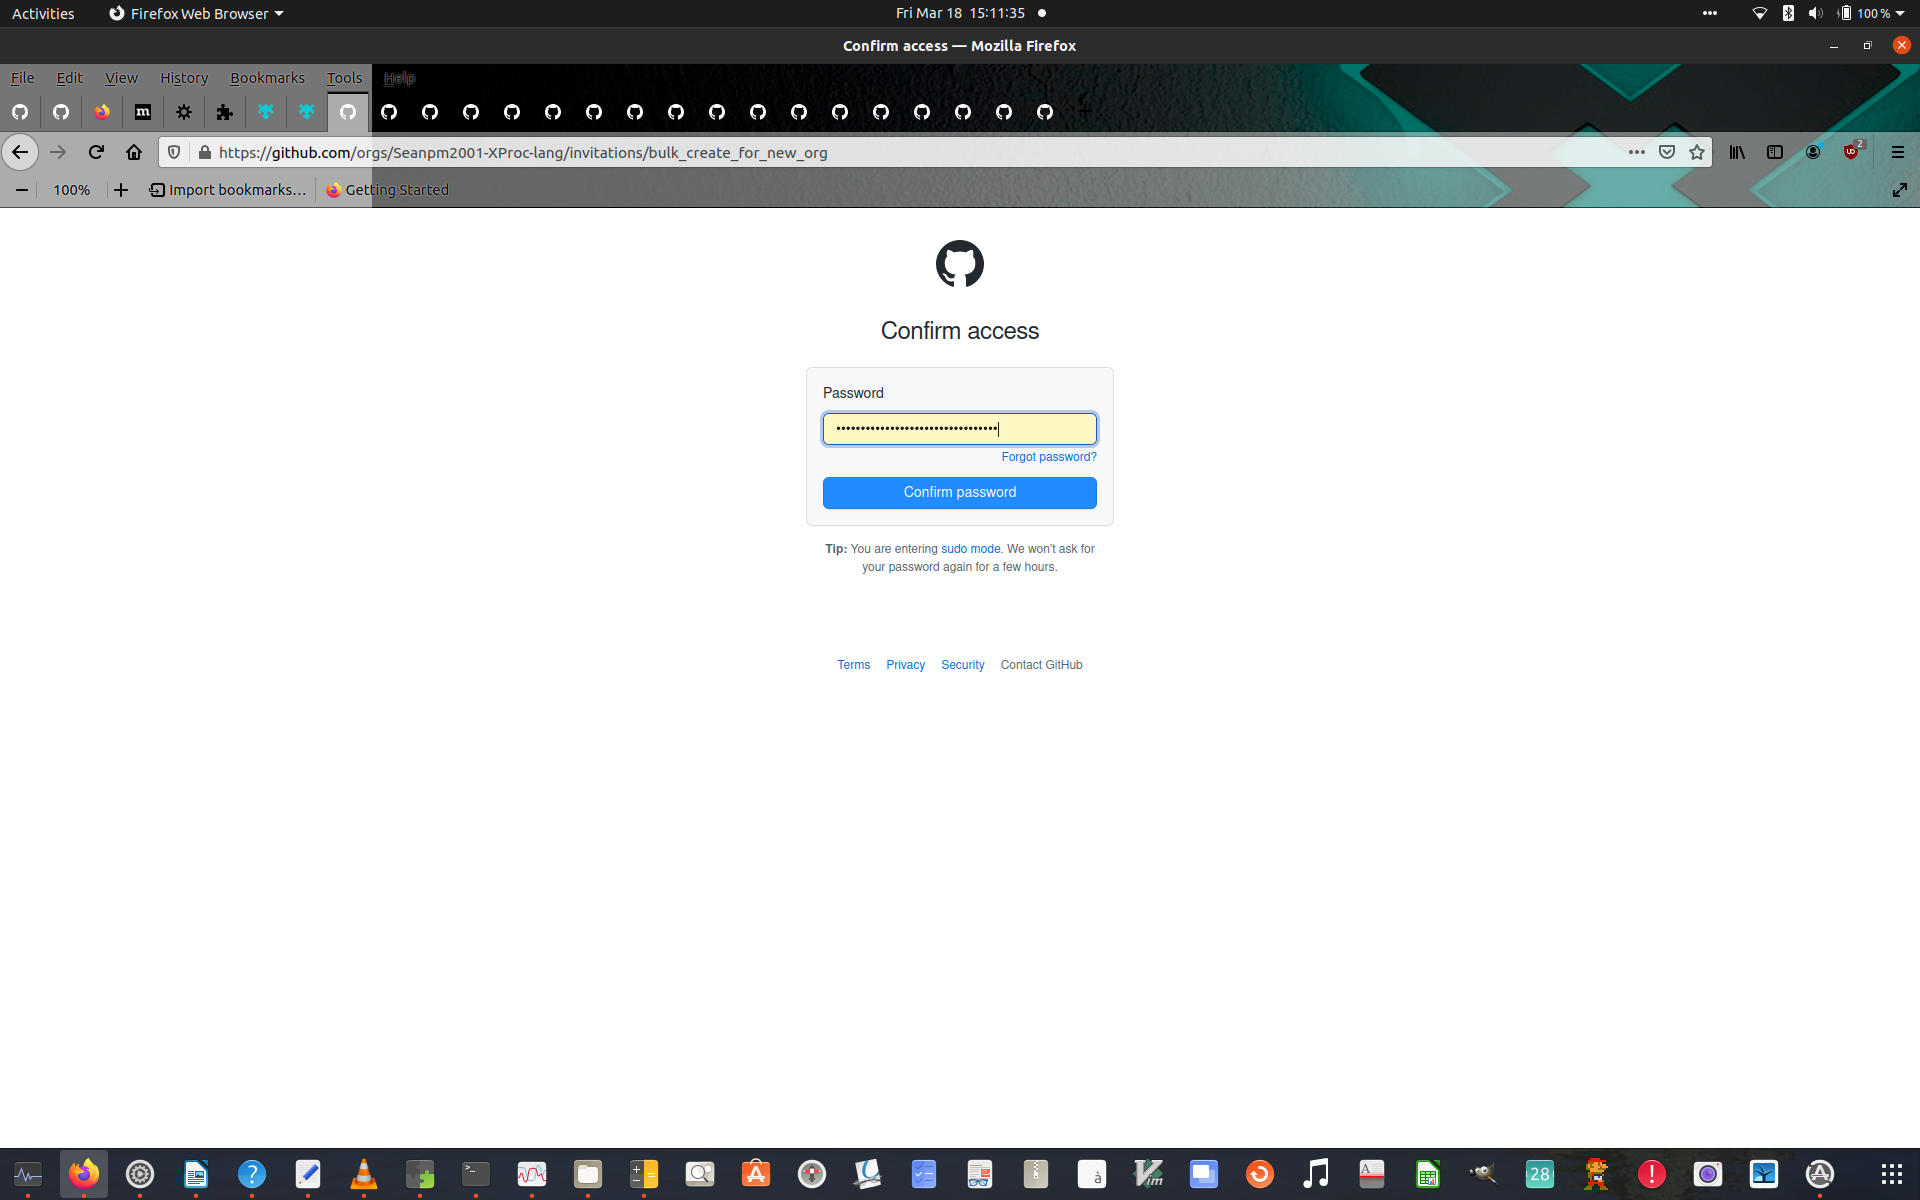 Activities
Firefox Web Browser
Fri Mar 18 15:11:35
100 %
Confirm access — Mozilla Firefox
File Edit View History Bookmarks Tools Help
m
https://github.com/orgs/Seanpm2001-XProc-lang/invitations/bulk_create_for_new_org
2
100%
Import bookmarks...
Getting Started
Confirm access
Password
••••••••••••••••••••••••••••••••••
Forgot password?
Confirm password
Tip: You are entering sudo mode. We won't ask for
your password again for a few hours.
Terms Privacy Security Contact GitHub
?
>_
à
Vim
A
28
!